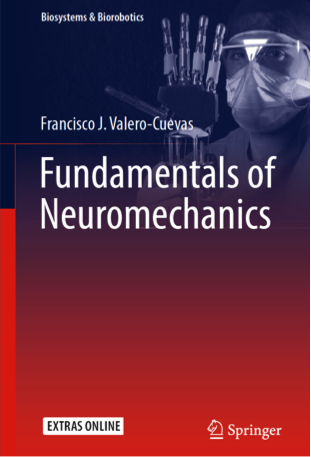 Biosystems & Biorobotics
Francisco J. Valero-Cuevas
Fundamentals of
Neuromechanics
EXTRAS ONLINE
Springer